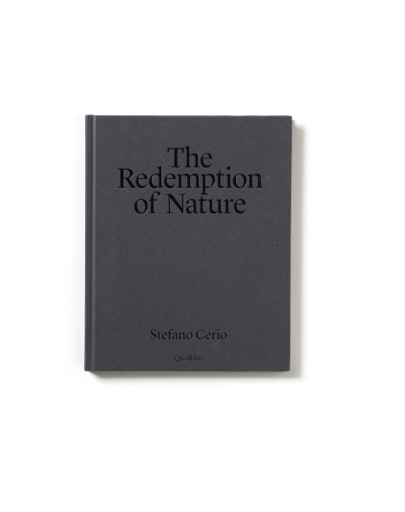 The
Redemption
of Nature
Stefano Cerio
Quodlibet